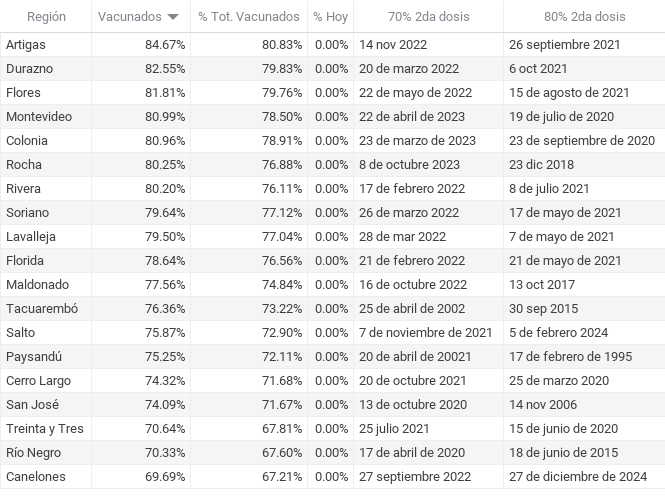 Región Vacunados % Tot. Vacunados % Hoy 70% 2da dosis 80% 2da dosis
Artigas 84.67% 80.83% 0.00% 14 nov 2022 26 septiembre 2021
Durazno 82.55% 79.83% 0.00% 20 de marzo 2022 6 oct 2021
Flores 81.81% 79.76% 0.00% 22 de mayo de 2022 15 de agosto de 2021
Montevideo 80.99% 78.50% 0.00% 22 de abril de 2023 19 de julio de 2020
Colonia 80.96% 78.91% 0.00% 23 de marzo de 2023 23 de septiembre de 2020
Rocha 80.25% 76.88% 0.00% 8 de octubre 2023 23 dic 2018
Rivera 80.20% 76.11% 0.00% 17 de febrero 2022 8 de julio 2021
Soriano 79.64% 77.12% 0.00% 26 de marzo 2022 17 de mayo de 2021
Lavalleja 79.50% 77.04% 0.00% 28 de mar 2022 7 de mayo de 2021
Florida 78.64% 76.56% 0.00% 21 de febrero 2022 21 de mayo de 2021
Maldonado 77.56% 74.84% 0.00% 16 de octubre 2022 13 oct 2017
Tacuarembó 76.36% 73.22% 0.00% 25 de abril de 2002 30 sep 2015
Salto 75.87% 72.90% 0.00% 7 de noviembre de 2021 5 de febrero 2024
Paysandú 75.25% 72.11% 0.00% 20 de abril de 20021 17 de febrero de 1995
Cerro Largo 74.32% 71.68% 0.00% 20 de octubre 2021 25 de marzo 2020
San José 74.09% 71.67% 0.00% 13 de octubre 2020 14 nov 2006
Treinta y Tres 70.64% 67.81% 0.00% 25 julio 2021 15 de junio de 2020
Río Negro 70.33% 67.60% 0.00% 17 de abril de 2020 18 de junio de 2015
Canelones 69.69% 67.21% 0.00% 27 septiembre 2022 27 de diciembre de 2024